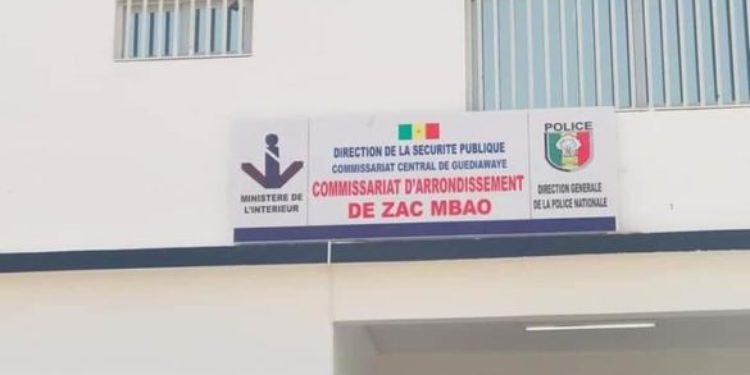 MINISTERE DE
L'INTERIEUR
DIRECTION DE LA SECURITE PUBLIQUE
COMMISSARIAT CENTRAL DE GUEDIAWAYE
COMMISSARIAT D'ARRONDISSEMENT
DE ZAC MBAO
POLICE
DIRECTION GENERALE
DE LA POLICE NATIONALE